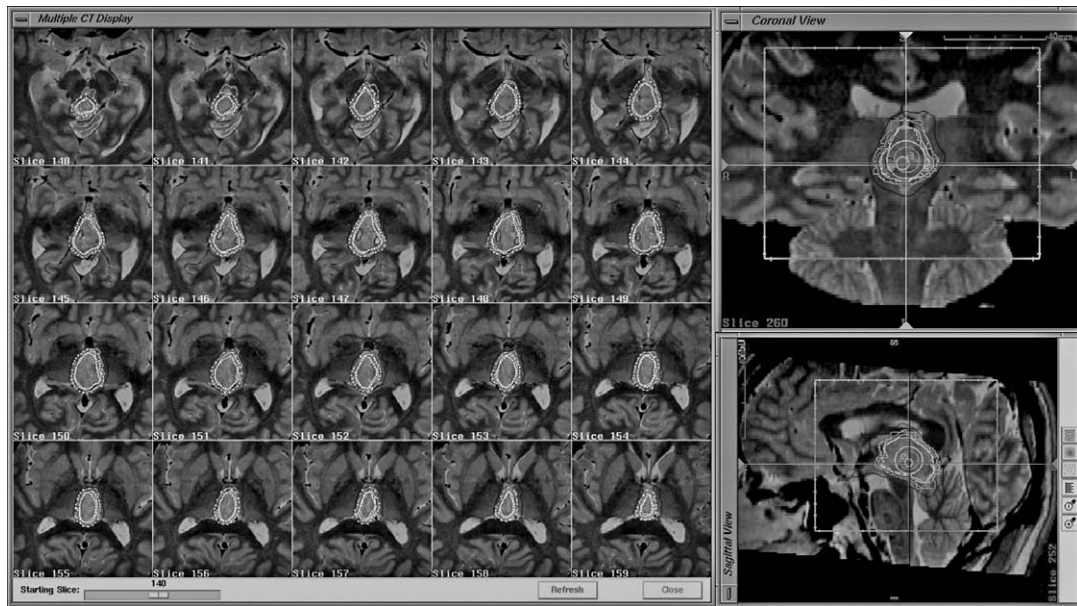 Multiple CT Display
Slice 140
Slice 141
Slice 142
Slice 143
Slice 144
Slice 145
Slice 146
Slice 147
Slice 148
Slice 149
Slice 150
Slice 151
Slice 152
Slice 153
Slice 154
Slice 155
Slice 156
Slice 157
Slice 158
Slice 159
Starting Slice:
140
Refresh
Close
Coronal View
S
40mm
R
L
Slice 260
Sagittal View
S
Slice 252